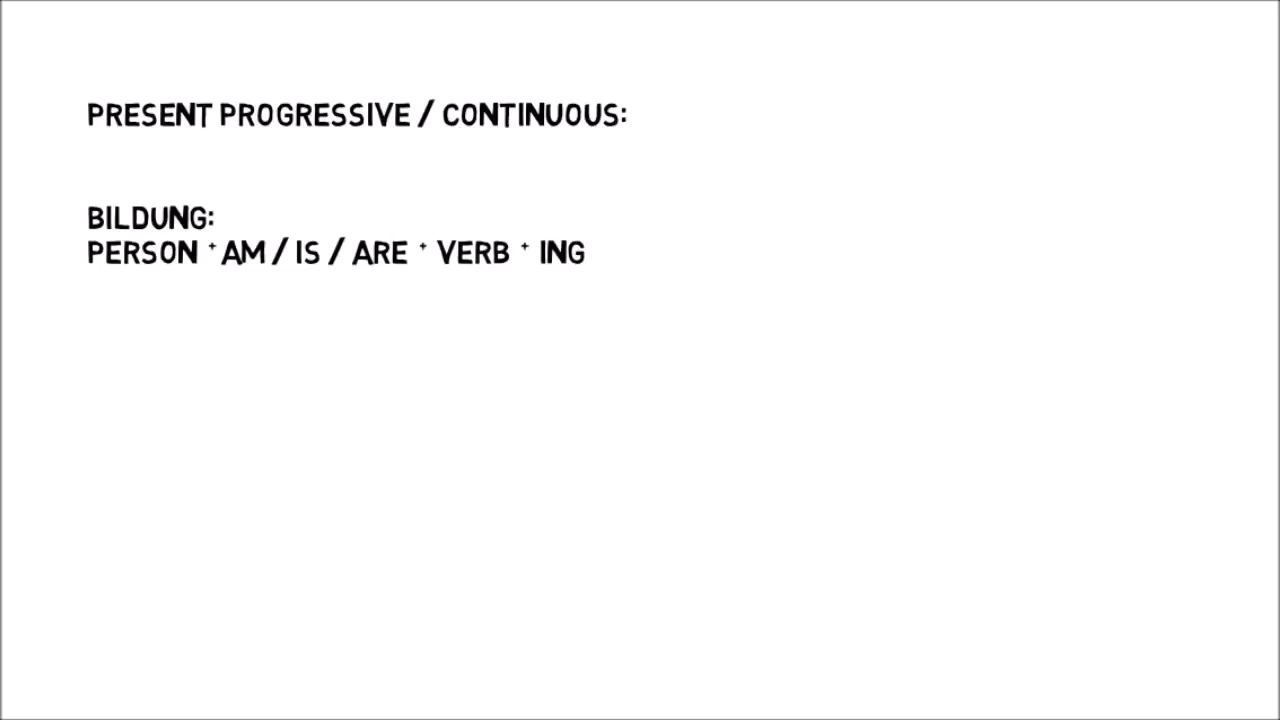 PRESENT PROGRESSIVE / CONTINUOUS:
BILDUNG:
PERSON + AM / IS / ARE + VERB + ING